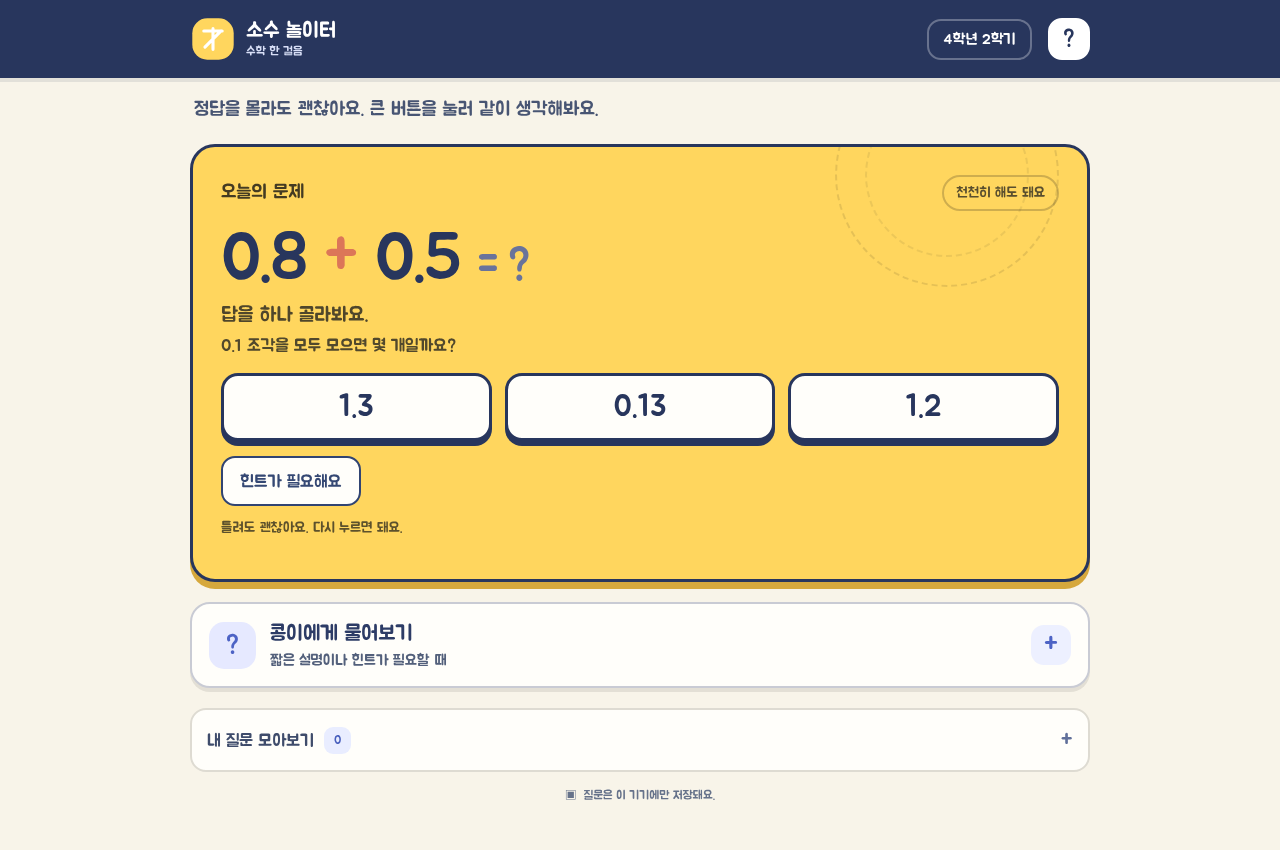 才
소수 놀이터
수학 한 걸음
4학년 2학기
?
정답을 몰라도 괜찮아요. 큰 버튼을 눌러 같이 생각해봐요.
오늘의 문제
천천히 해도 돼요
0.8 + 0.5 = ?
답을 하나 골라봐요.
0.1 조각을 모두 모으면 몇 개일까요?
1.3
0.13
1.2
힌트가 필요해요
틀려도 괜찮아요. 다시 누르면 돼요.
?
콩이에게 물어보기
짧은 설명이나 힌트가 필요할 때
+
내 질문 모아보기 0
+
▣ 질문은 이 기기에만 저장돼요.